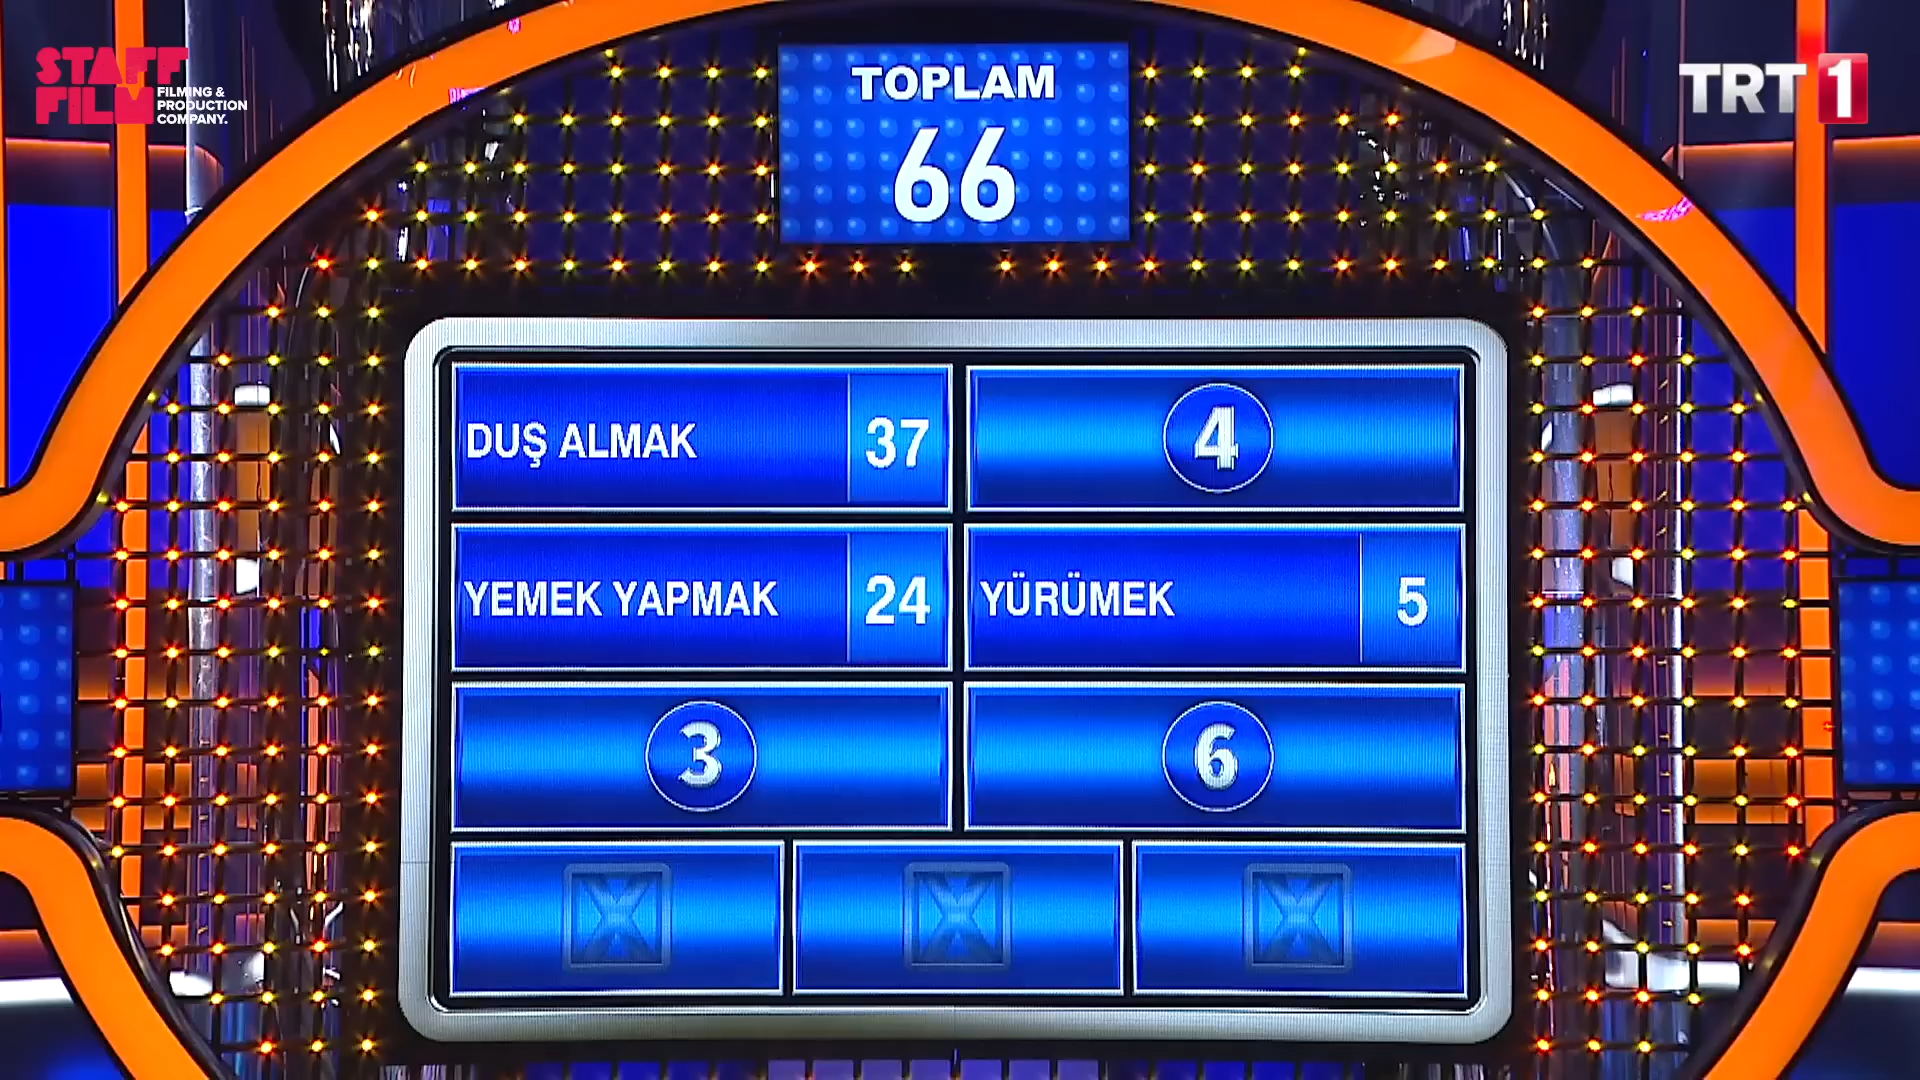 STAFF
FILM
FILMING &
PRODUCTION
COMPANY.
TRT 1
TOPLAM
66
DUŞ ALMAK 37
4
YEMEK YAPMAK 24
YÜRÜMEK 5
3
6
X X X